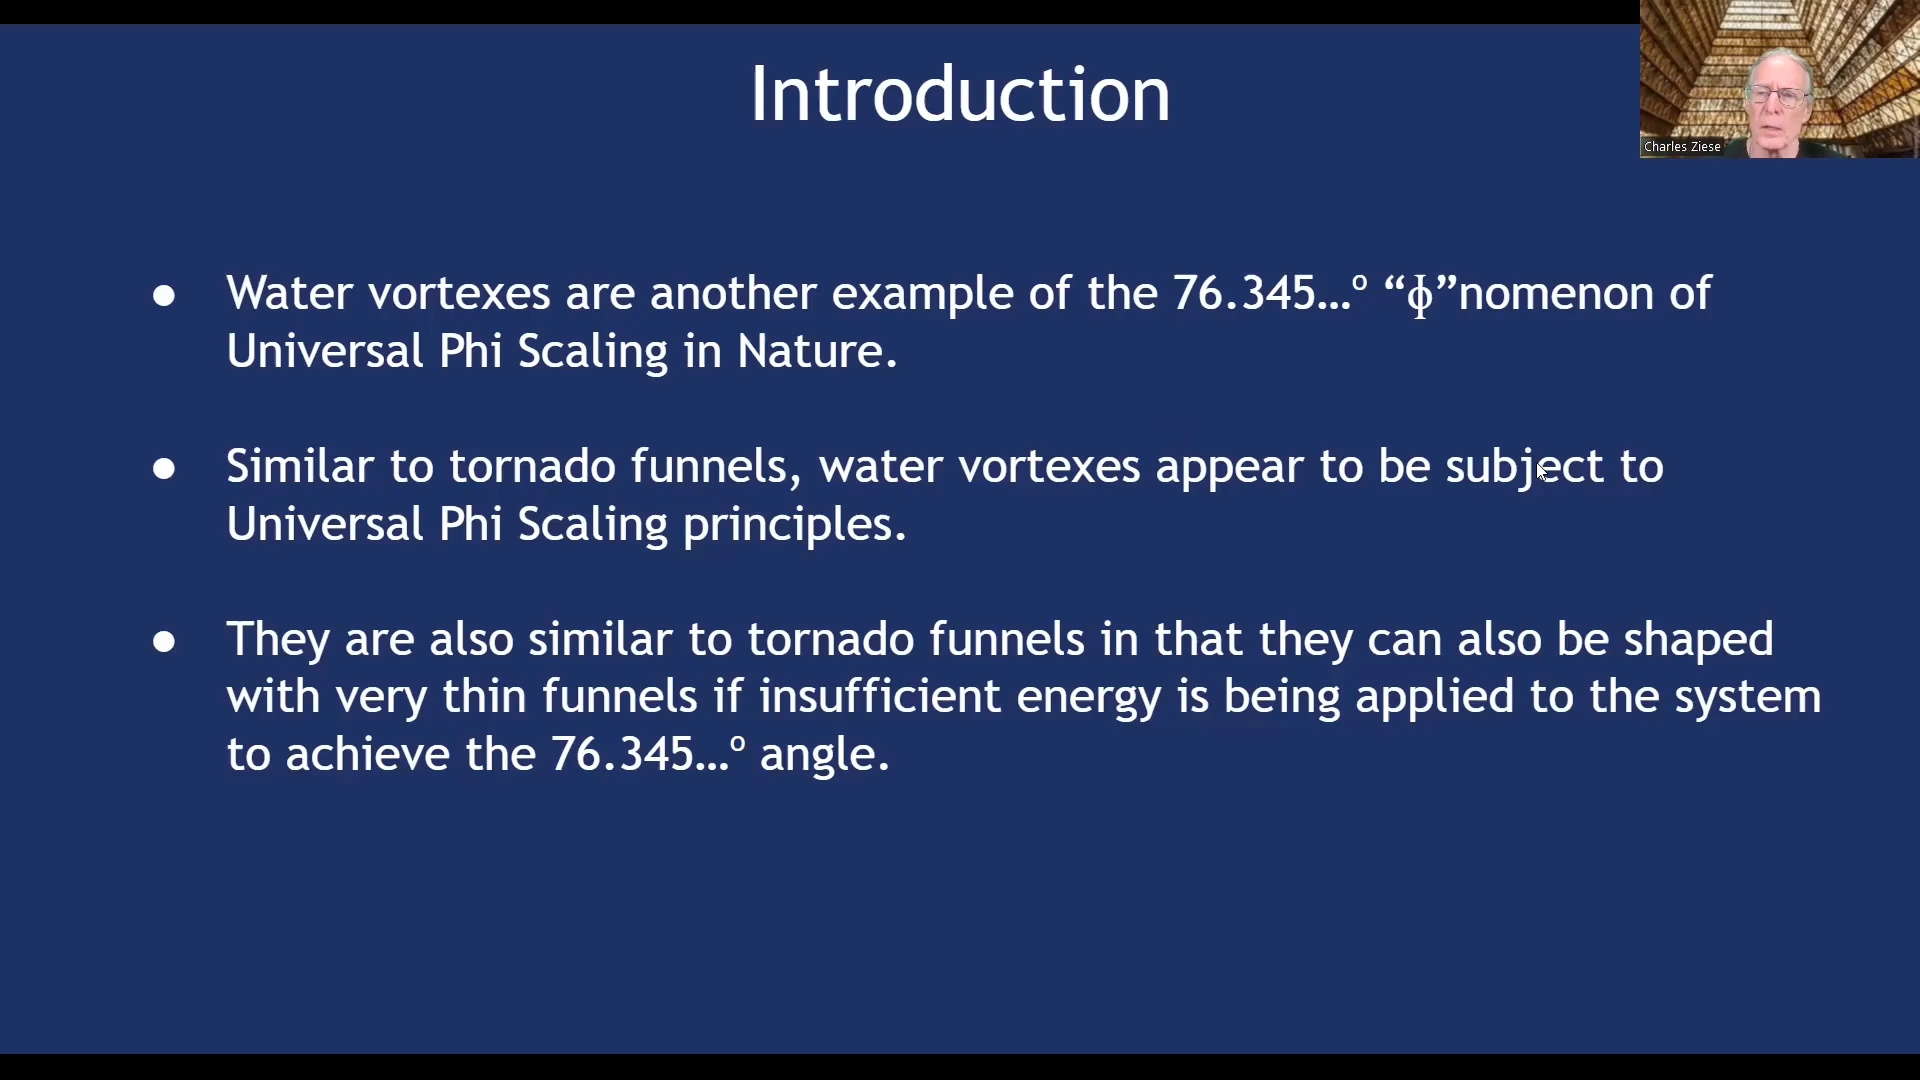 Introduction
Charles Ziese
● Water vortexes are another example of the 76.345...º “ϕ”nomenon of
Universal Phi Scaling in Nature.
● Similar to tornado funnels, water vortexes appear to be subject to
Universal Phi Scaling principles.
● They are also similar to tornado funnels in that they can also be shaped
with very thin funnels if insufficient energy is being applied to the system
to achieve the 76.345...º angle.